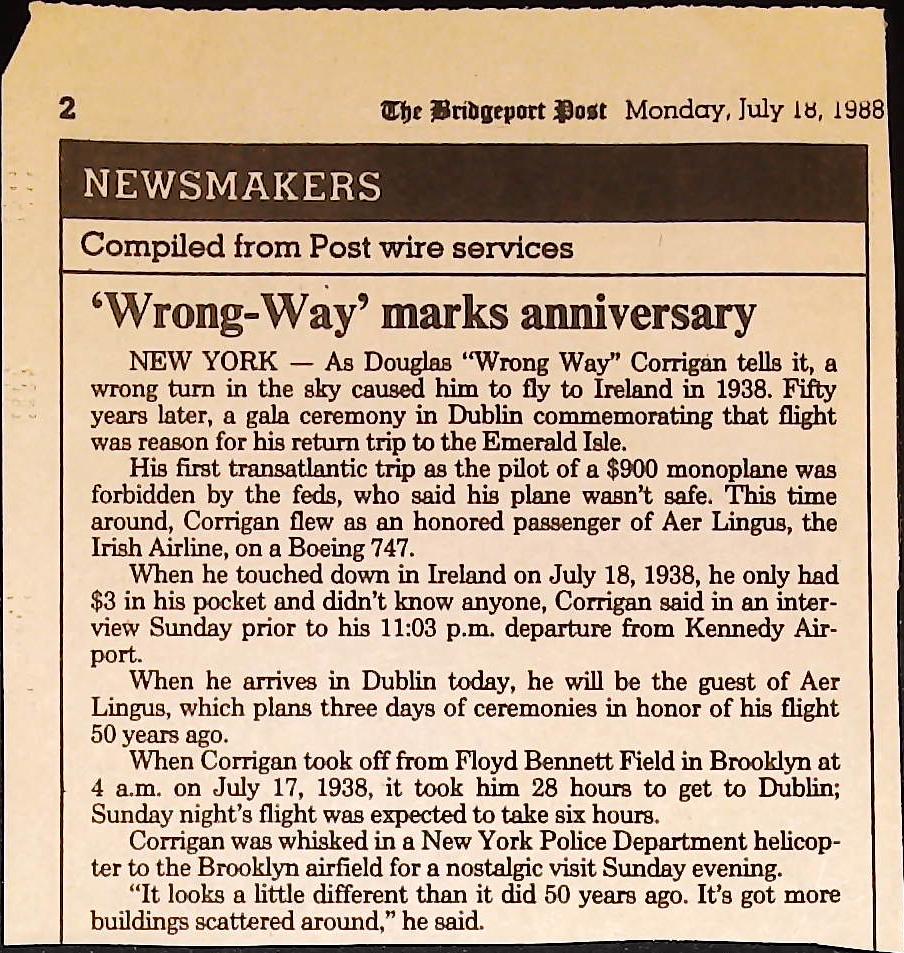 2
The Bridgeport Post Monday, July 18, 1988
NEWSMAKERS
Compiled from Post wire services
‘Wrong-Way’ marks anniversary
NEW YORK — As Douglas “Wrong Way” Corrigan tells it, a
wrong turn in the sky caused him to fly to Ireland in 1938. Fifty
years later, a gala ceremony in Dublin commemorating that flight
was reason for his return trip to the Emerald Isle.
His first transatlantic trip as the pilot of a $900 monoplane was
forbidden by the feds, who said his plane wasn’t safe. This time
around, Corrigan flew as an honored passenger of Aer Lingus, the
Irish Airline, on a Boeing 747.
When he touched down in Ireland on July 18, 1938, he only had
$3 in his pocket and didn’t know anyone, Corrigan said in an inter-
view Sunday prior to his 11:03 p.m. departure from Kennedy Air-
port.
When he arrives in Dublin today, he will be the guest of Aer
Lingus, which plans three days of ceremonies in honor of his flight
50 years ago.
When Corrigan took off from Floyd Bennett Field in Brooklyn at
4 a.m. on July 17, 1938, it took him 28 hours to get to Dublin;
Sunday night’s flight was expected to take six hours.
Corrigan was whisked in a New York Police Department helicop-
ter to the Brooklyn airfield for a nostalgic visit Sunday evening.
“It looks a little different than it did 50 years ago. It’s got more
buildings scattered around,” he said.